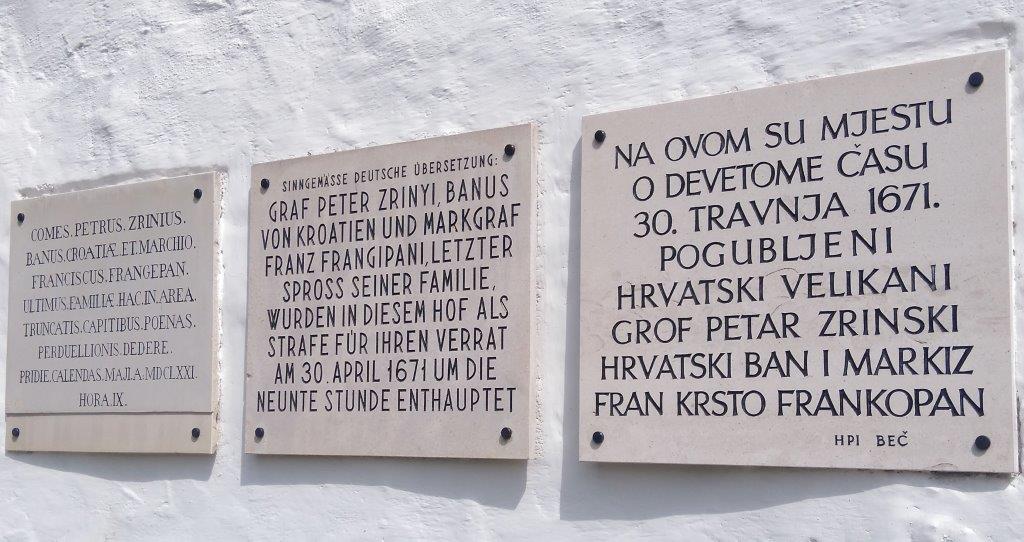 COMES.PETRUS.ZRINIUS.
BANUS.CROATIÆ.ET.MARCHIO.
FRANCISCUS.FRANGEPAN.
ULTIMUS.FAMILIÆ.HAC.IN.AREA.
TRUNCATIS.CAPITIBUS.POENAS.
PERDUELLIONIS.DEDERE.
PRIDIE.CALENDAS.MAJI.A.MDCLXXI.
HORA.IX.
SINNGEMÄSSE DEUTSCHE ÜBERSETZUNG:
GRAF PETER ZRINYI, BANUS
VON KROATIEN UND MARKGRAF
FRANZ FRANGIPANI, LETZTER
SPROSS SEINER FAMILIE,
WURDEN IN DIESEM HOF ALS
STRAFE FÜR IHREN VERRAT
AM 30. APRIL 1671 UM DIE
NEUNTE STUNDE ENTHAUPTET
NA OVOM SU MJESTU
O DEVETOME ČASU
30. TRAVNJA 1671.
POGUBLJENI
HRVATSKI VELIKANI
GROF PETAR ZRINSKI
HRVATSKI BAN I MARKIZ
FRAN KRSTO FRANKOPAN
HPI BEČ